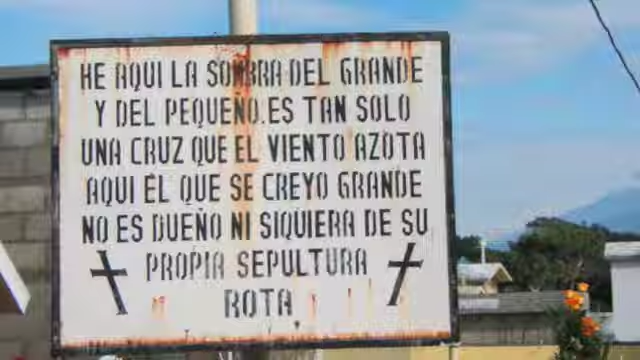 HE AQUI LA SOMBRA DEL GRANDE
Y DEL PEQUEÑO.ES TAN SOLO
UNA CRUZ QUE EL VIENTO AZOTA
AQUI EL QUE SE CREYO GRANDE
NO ES DUEÑO NI SIQUIERA DE SU
PROPIA SEPULTURA
ROTA